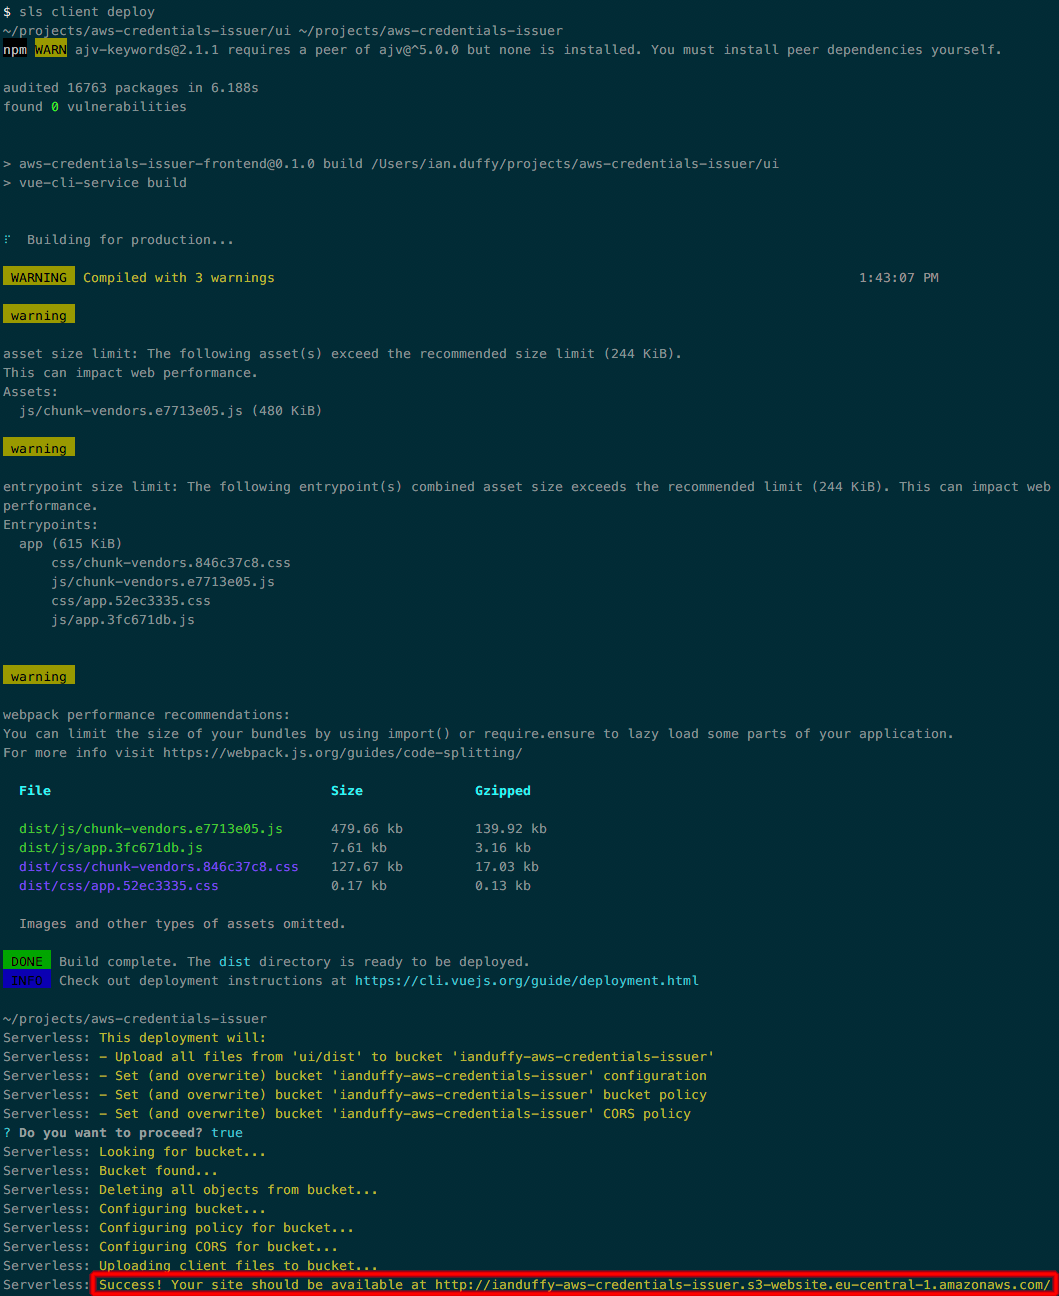 $ sls client deploy
~/projects/aws-credentials-issuer/ui ~/projects/aws-credentials-issuer
npm WARN ajv-keywords@2.1.1 requires a peer of ajv@^5.0.0 but none is installed. You must install peer dependencies yourself.
audited 16763 packages in 6.188s
found 0 vulnerabilities
> aws-credentials-issuer-frontend@0.1.0 build /Users/ian.duffy/projects/aws-credentials-issuer/ui
> vue-cli-service build
⠏ Building for production...
WARNING Compiled with 3 warnings 1:43:07 PM
warning
asset size limit: The following asset(s) exceed the recommended size limit (244 KiB).
This can impact web performance.
Assets:
js/chunk-vendors.e7713e05.js (480 KiB)
warning
entrypoint size limit: The following entrypoint(s) combined asset size exceeds the recommended limit (244 KiB). This can impact web
performance.
Entrypoints:
app (615 KiB)
css/chunk-vendors.846c37c8.css
js/chunk-vendors.e7713e05.js
css/app.52ec3335.css
js/app.3fc671db.js
warning
webpack performance recommendations:
You can limit the size of your bundles by using import() or require.ensure to lazy load some parts of your application.
For more info visit https://webpack.js.org/guides/code-splitting/
File Size Gzipped
dist/js/chunk-vendors.e7713e05.js 479.66 kb 139.92 kb
dist/js/app.3fc671db.js 7.61 kb 3.16 kb
dist/css/chunk-vendors.846c37c8.css 127.67 kb 17.03 kb
dist/css/app.52ec3335.css 0.17 kb 0.13 kb
Images and other types of assets omitted.
DONE Build complete. The dist directory is ready to be deployed.
INFO Check out deployment instructions at https://cli.vuejs.org/guide/deployment.html
~/projects/aws-credentials-issuer
Serverless: This deployment will:
Serverless: - Upload all files from 'ui/dist' to bucket 'ianduffy-aws-credentials-issuer'
Serverless: - Set (and overwrite) bucket 'ianduffy-aws-credentials-issuer' configuration
Serverless: - Set (and overwrite) bucket 'ianduffy-aws-credentials-issuer' bucket policy
Serverless: - Set (and overwrite) bucket 'ianduffy-aws-credentials-issuer' CORS policy
? Do you want to proceed? true
Serverless: Looking for bucket...
Serverless: Bucket found...
Serverless: Deleting all objects from bucket...
Serverless: Configuring bucket...
Serverless: Configuring policy for bucket...
Serverless: Configuring CORS for bucket...
Serverless: Uploading client files to bucket...
Serverless: Success! Your site should be available at http://ianduffy-aws-credentials-issuer.s3-website.eu-central-1.amazonaws.com/